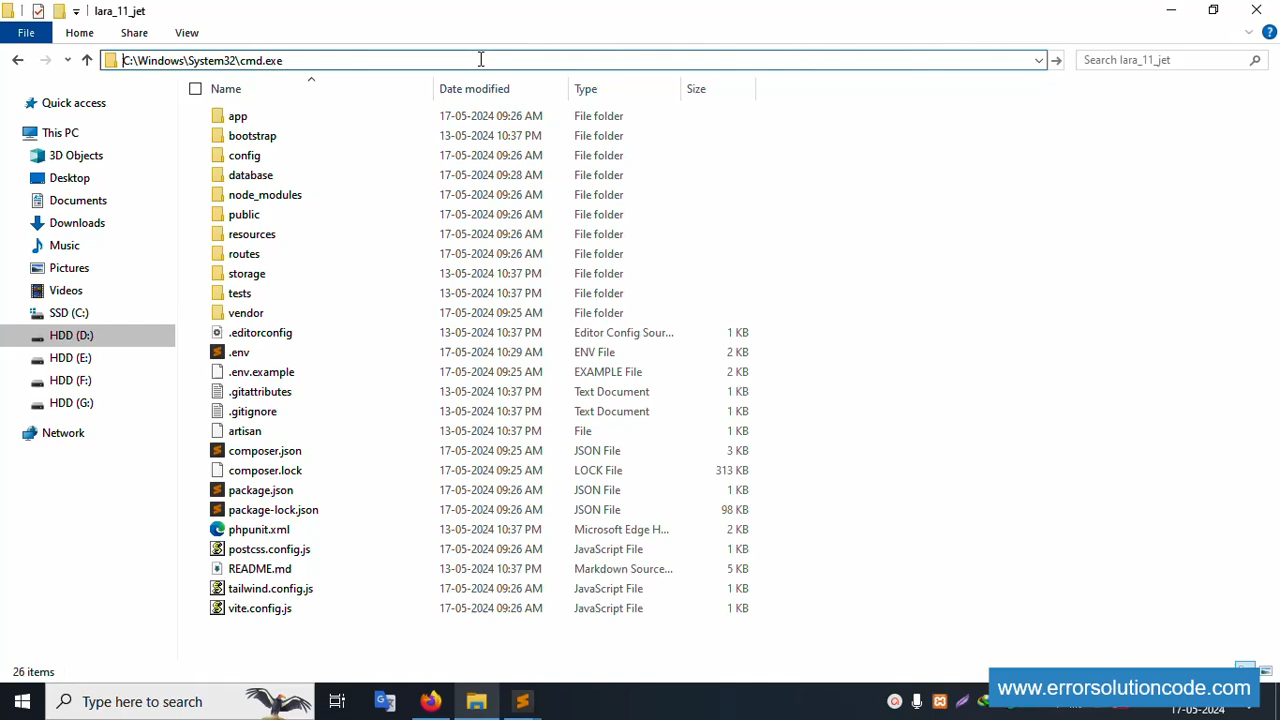 lara_11_jet
File
Home
Share
View
C:\Windows\System32\cmd.exe
Search lara_11_jet
Name
Date modified
Type
Size
Quick access
This PC
3D Objects
Desktop
Documents
Downloads
Music
Pictures
Videos
SSD (C:)
HDD (D:)
HDD (E:)
HDD (F:)
HDD (G:)
Network
app 17-05-2024 09:26 AM File folder
bootstrap 13-05-2024 10:37 PM File folder
config 17-05-2024 09:26 AM File folder
database 17-05-2024 09:28 AM File folder
node_modules 17-05-2024 09:26 AM File folder
public 17-05-2024 09:26 AM File folder
resources 17-05-2024 09:26 AM File folder
routes 17-05-2024 09:26 AM File folder
storage 13-05-2024 10:37 PM File folder
tests 13-05-2024 10:37 PM File folder
vendor 17-05-2024 09:25 AM File folder
.editorconfig 13-05-2024 10:37 PM Editor Config Sour... 1 KB
.env 17-05-2024 10:29 AM ENV File 2 KB
.env.example 17-05-2024 09:25 AM EXAMPLE File 2 KB
.gitattributes 13-05-2024 10:37 PM Text Document 1 KB
.gitignore 13-05-2024 10:37 PM Text Document 1 KB
artisan 13-05-2024 10:37 PM File 1 KB
composer.json 17-05-2024 09:25 AM JSON File 3 KB
composer.lock 17-05-2024 09:25 AM LOCK File 313 KB
package.json 17-05-2024 09:26 AM JSON File 1 KB
package-lock.json 17-05-2024 09:26 AM JSON File 98 KB
phpunit.xml 13-05-2024 10:37 PM Microsoft Edge H... 2 KB
postcss.config.js 17-05-2024 09:26 AM JavaScript File 1 KB
README.md 13-05-2024 10:37 PM Markdown Source... 5 KB
tailwind.config.js 17-05-2024 09:26 AM JavaScript File 1 KB
vite.config.js 17-05-2024 09:26 AM JavaScript File 1 KB
26 items
www.errorsolutioncode.com
Type here to search
17-05-2024